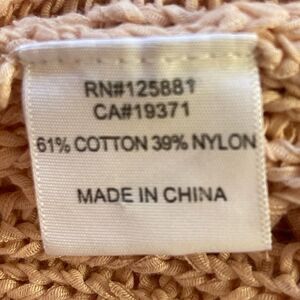 RN#125881
CA#19371
61% COTTON 39% NYLON
MADE IN CHINA